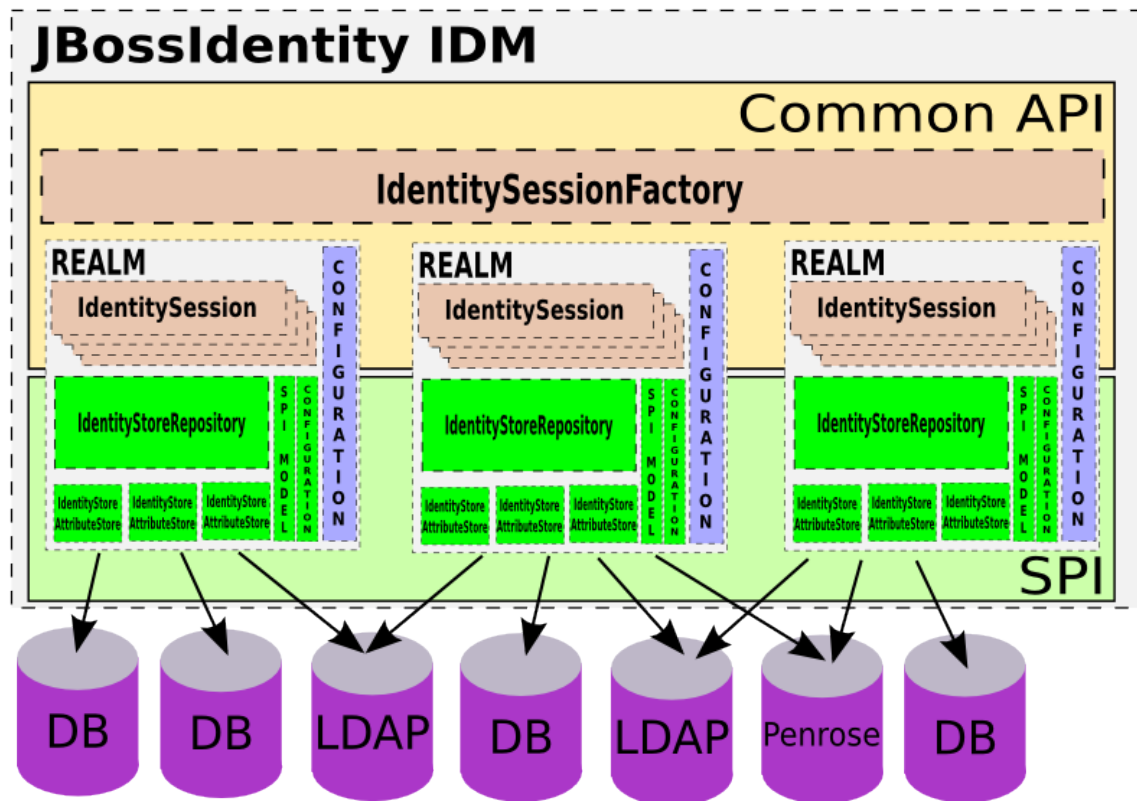 JBossIdentity IDM
Common API
IdentitySessionFactory
REALM
IdentitySession
CONFIGURATION
IdentityStoreRepository
SPI MODEL
CONFIGURATION
IdentityStore
AttributeStore
IdentityStore
AttributeStore
IdentityStore
AttributeStore
REALM
IdentitySession
CONFIGURATION
IdentityStoreRepository
SPI MODEL
CONFIGURATION
IdentityStore
AttributeStore
IdentityStore
AttributeStore
IdentityStore
AttributeStore
REALM
IdentitySession
CONFIGURATION
IdentityStoreRepository
SPI MODEL
CONFIGURATION
IdentityStore
AttributeStore
IdentityStore
AttributeStore
IdentityStore
AttributeStore
SPI
DB
DB
LDAP
DB
LDAP
Penrose
DB